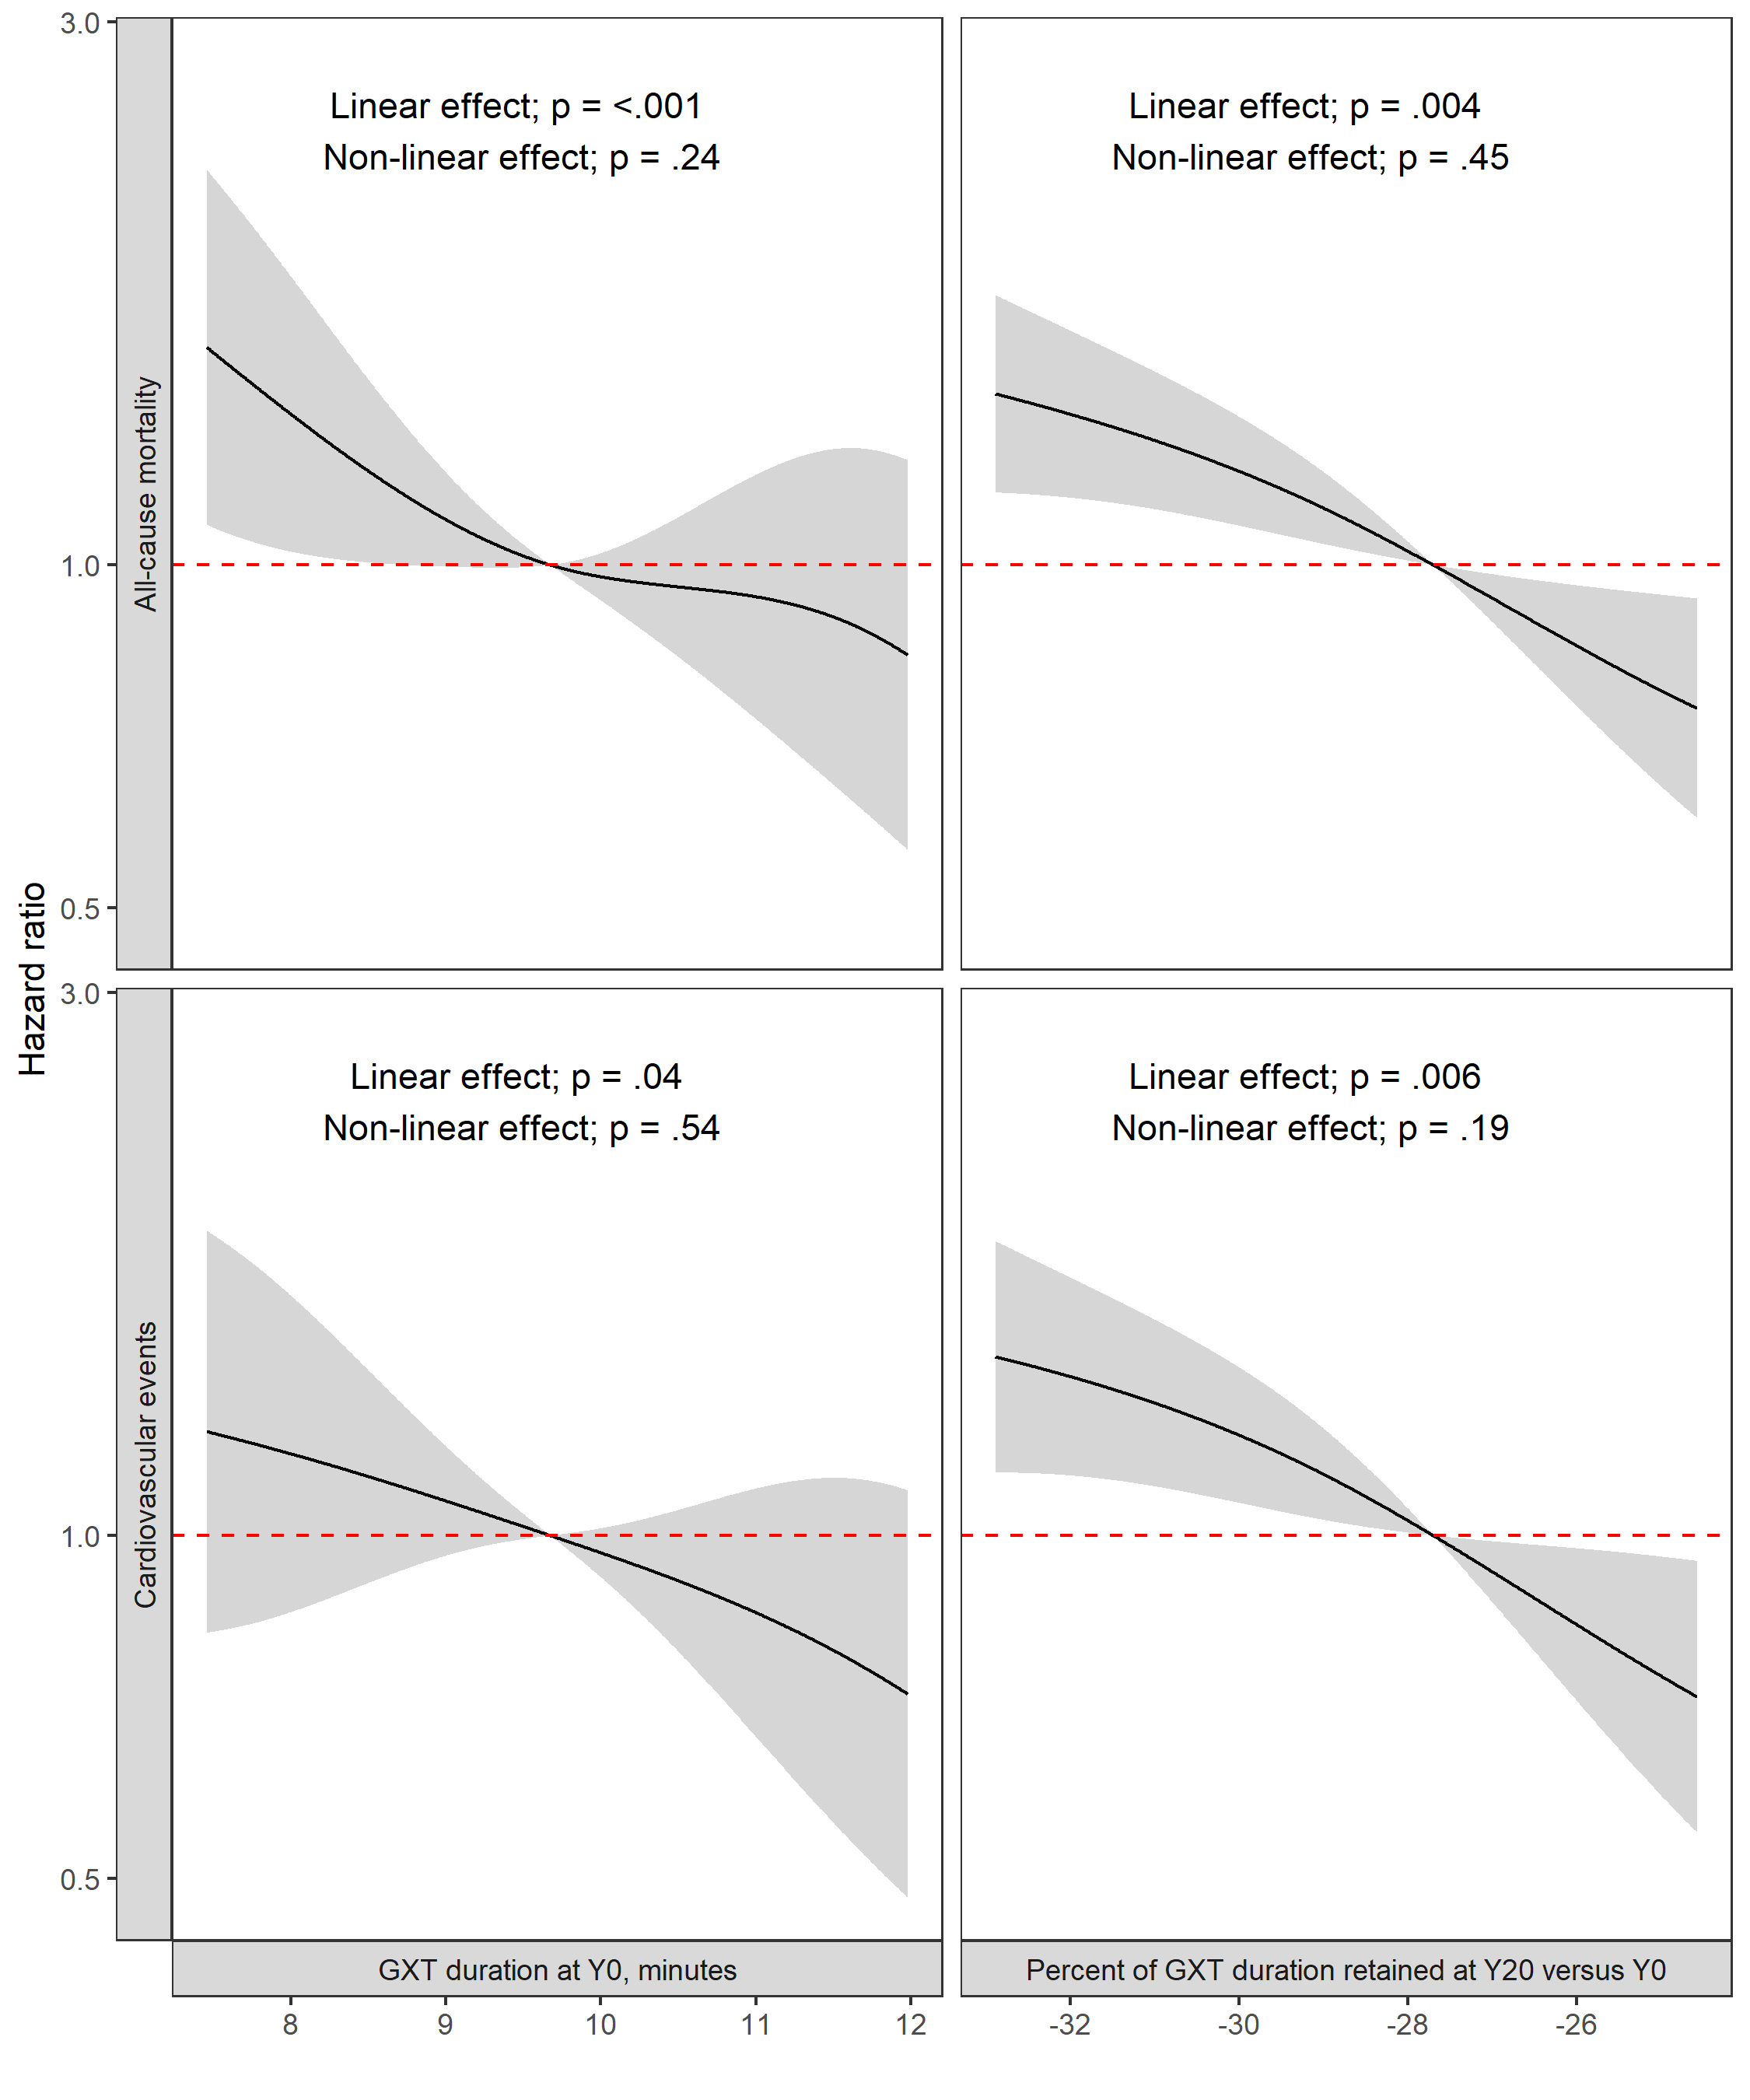 Hazard ratio
All-cause mortality
3.0
1.0
0.5
Linear effect; p = <.001
Non-linear effect; p = .24
Linear effect; p = .004
Non-linear effect; p = .45
Cardiovascular events
3.0
1.0
0.5
Linear effect; p = .04
Non-linear effect; p = .54
Linear effect; p = .006
Non-linear effect; p = .19
GXT duration at Y0, minutes
Percent of GXT duration retained at Y20 versus Y0
8 9 10 11 12
-32 -30 -28 -26